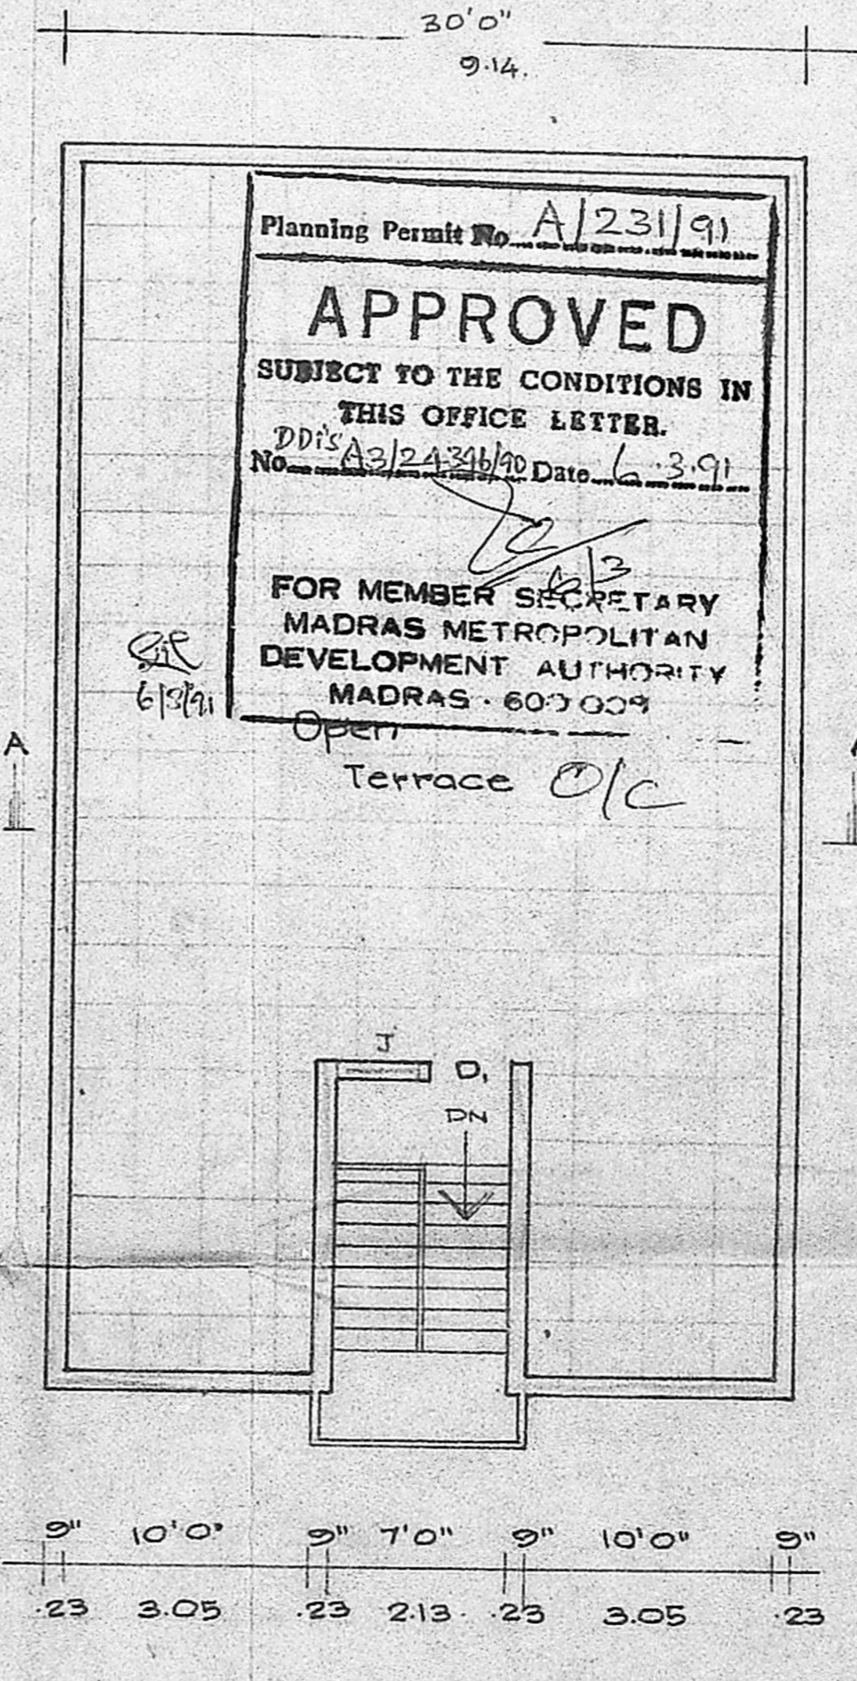 30'0"
9.14.
Planning Permit No. A/231/91
APPROVED
SUBJECT TO THE CONDITIONS IN
THIS OFFICE LETTER.
DDis
No. A3/24396/90 Date 6.3.91
6/3
FOR MEMBER SECRETARY
MADRAS METROPOLITAN
DEVELOPMENT AUTHORITY
MADRAS. 600 009
6/3/91
Open
Terrace O/C
A
J
D1
DN
9" 10'0" 9" 7'0" 9" 10'0" 9"
.23 3.05 .23 2.13. .23 3.05 .23